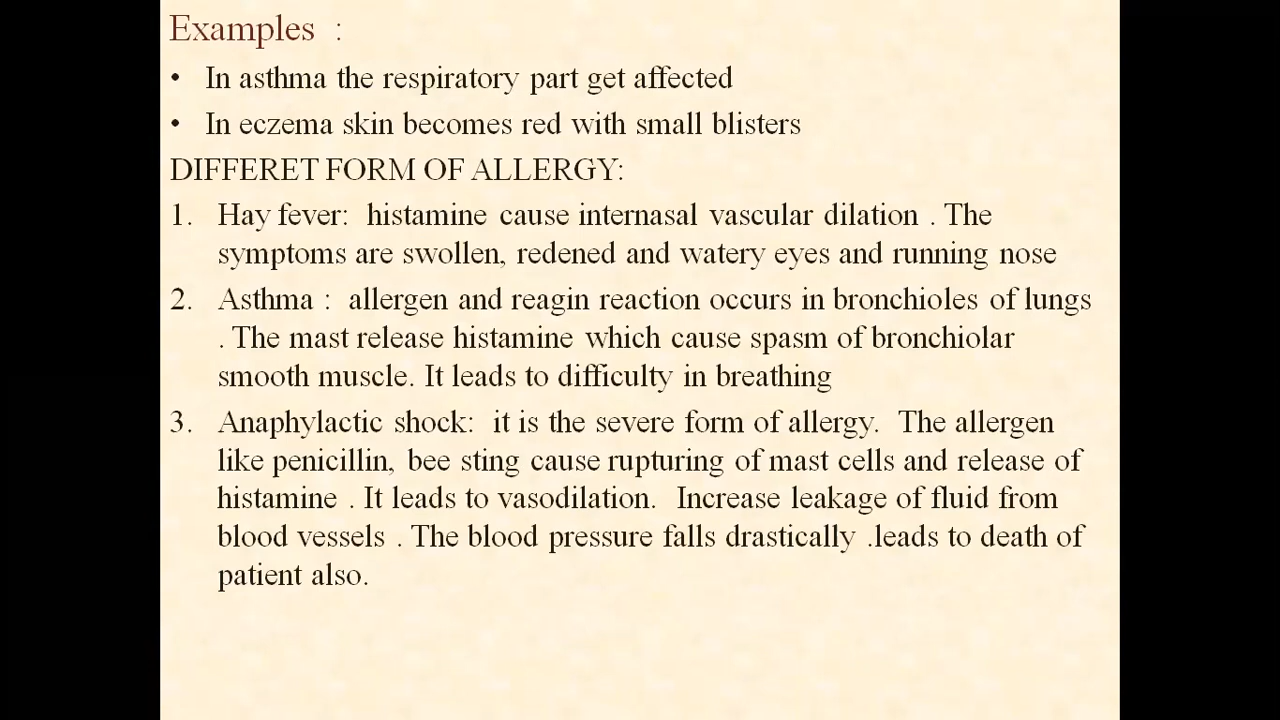 Examples :
• In asthma the respiratory part get affected
• In eczema skin becomes red with small blisters
DIFFERET FORM OF ALLERGY:
1. Hay fever: histamine cause internasal vascular dilation . The
symptoms are swollen, redened and watery eyes and running nose
2. Asthma : allergen and reagin reaction occurs in bronchioles of lungs
. The mast release histamine which cause spasm of bronchiolar
smooth muscle. It leads to difficulty in breathing
3. Anaphylactic shock: it is the severe form of allergy. The allergen
like penicillin, bee sting cause rupturing of mast cells and release of
histamine . It leads to vasodilation. Increase leakage of fluid from
blood vessels . The blood pressure falls drastically .leads to death of
patient also.